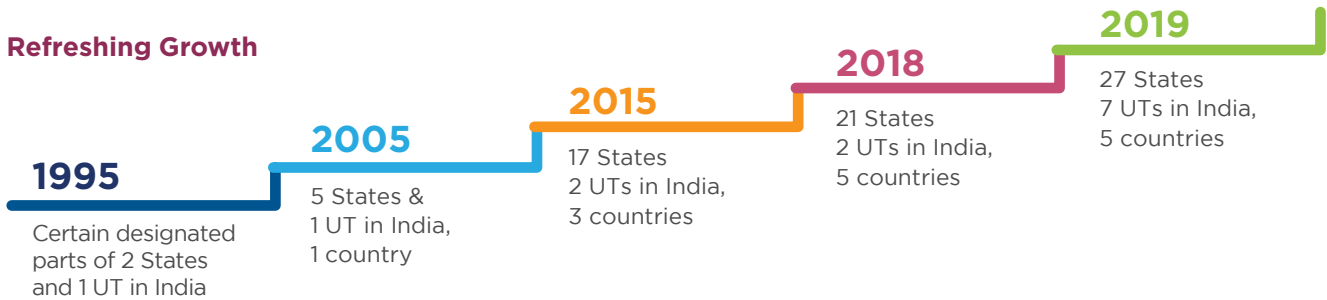 Refreshing Growth
1995
Certain designated
parts of 2 States
and 1 UT in India
2005
5 States &
1 UT in India,
1 country
2015
17 States
2 UTs in India,
3 countries
2018
21 States
2 UTs in India,
5 countries
2019
27 States
7 UTs in India,
5 countries